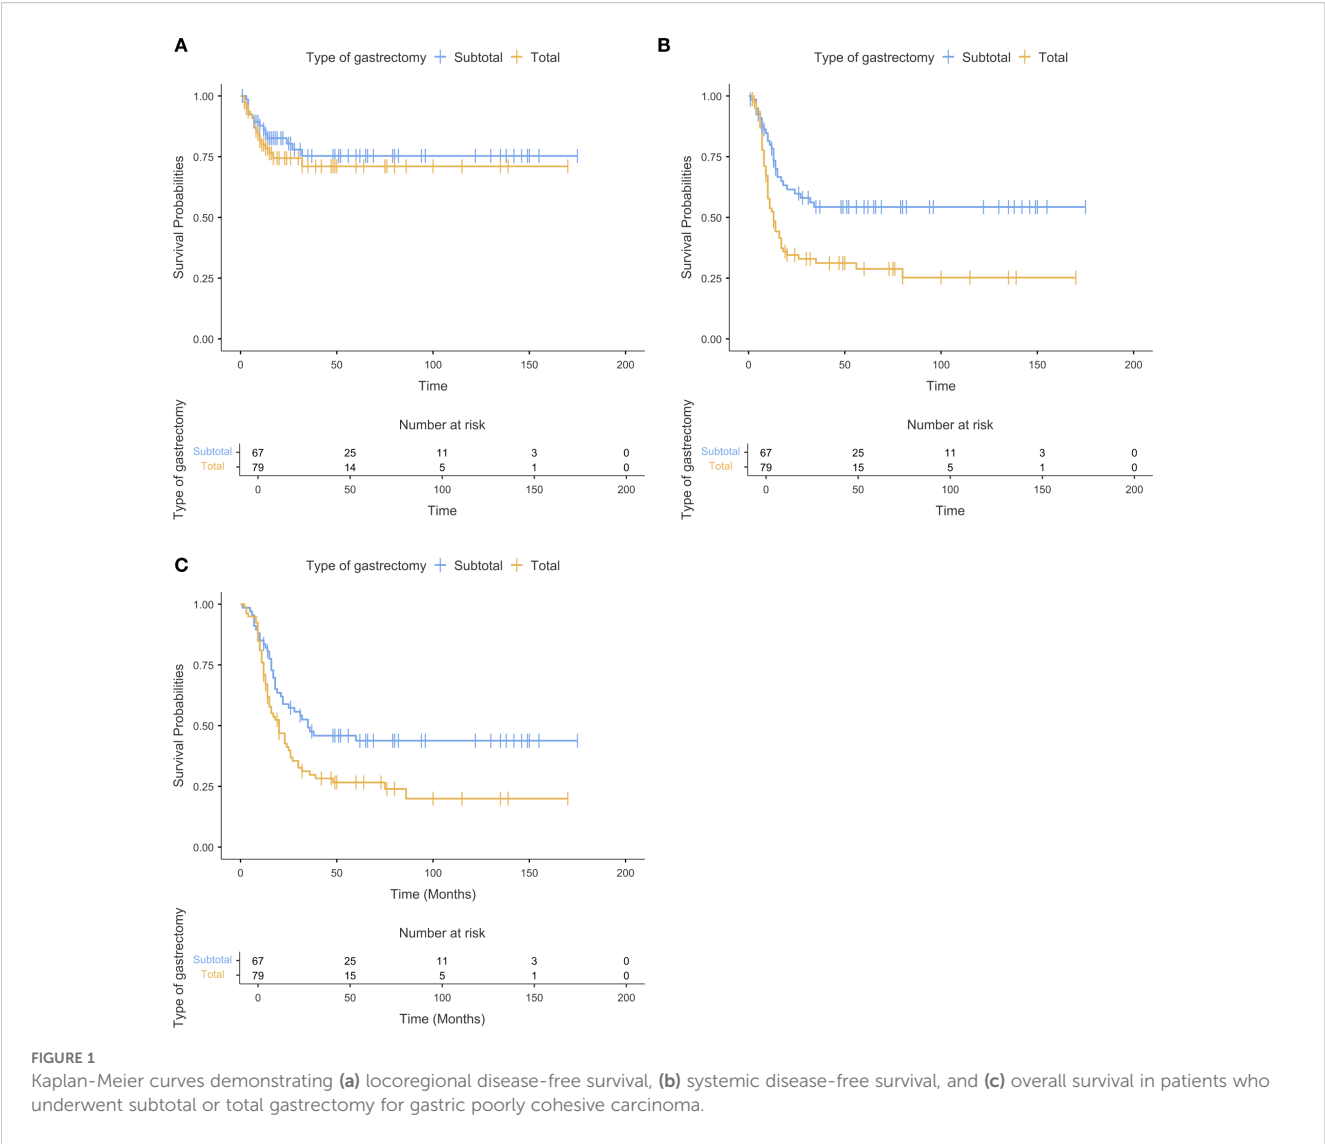 A
Type of gastrectomy Subtotal Total
1.00
0.75
0.50
0.25
0.00
Survival Probabilities
0 50 100 150 200
Time
Number at risk
Type of gastrectomy
Subtotal 67 25 11 3 0
Total 79 14 5 1 0
0 50 100 150 200
Time
B
Type of gastrectomy Subtotal Total
1.00
0.75
0.50
0.25
0.00
Survival Probabilities
0 50 100 150 200
Time
Number at risk
Type of gastrectomy
Subtotal 67 25 11 3 0
Total 79 15 5 1 0
0 50 100 150 200
Time
C
Type of gastrectomy Subtotal Total
1.00
0.75
0.50
0.25
0.00
Survival Probabilities
0 50 100 150 200
Time (Months)
Number at risk
Type of gastrectomy
Subtotal 67 25 11 3 0
Total 79 15 5 1 0
0 50 100 150 200
Time (Months)
FIGURE 1
Kaplan-Meier curves demonstrating (a) locoregional disease-free survival, (b) systemic disease-free survival, and (c) overall survival in patients who
underwent subtotal or total gastrectomy for gastric poorly cohesive carcinoma.